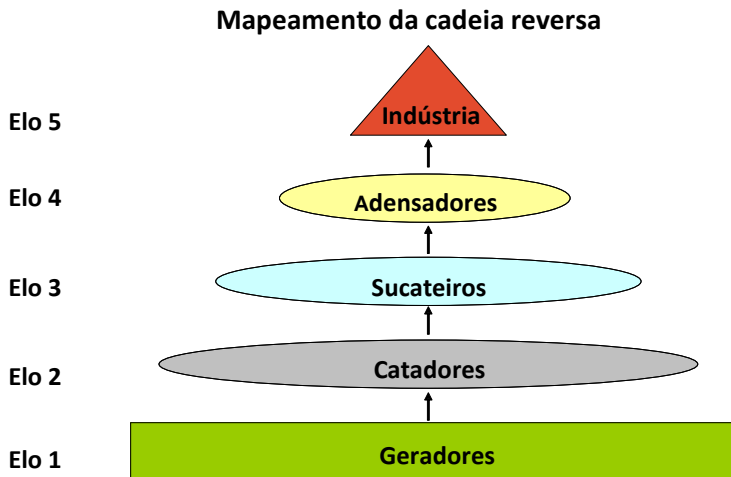 Mapeamento da cadeia reversa
Elo 5
Indústria
Elo 4
Adensadores
Elo 3
Sucateiros
Elo 2
Catadores
Elo 1
Geradores